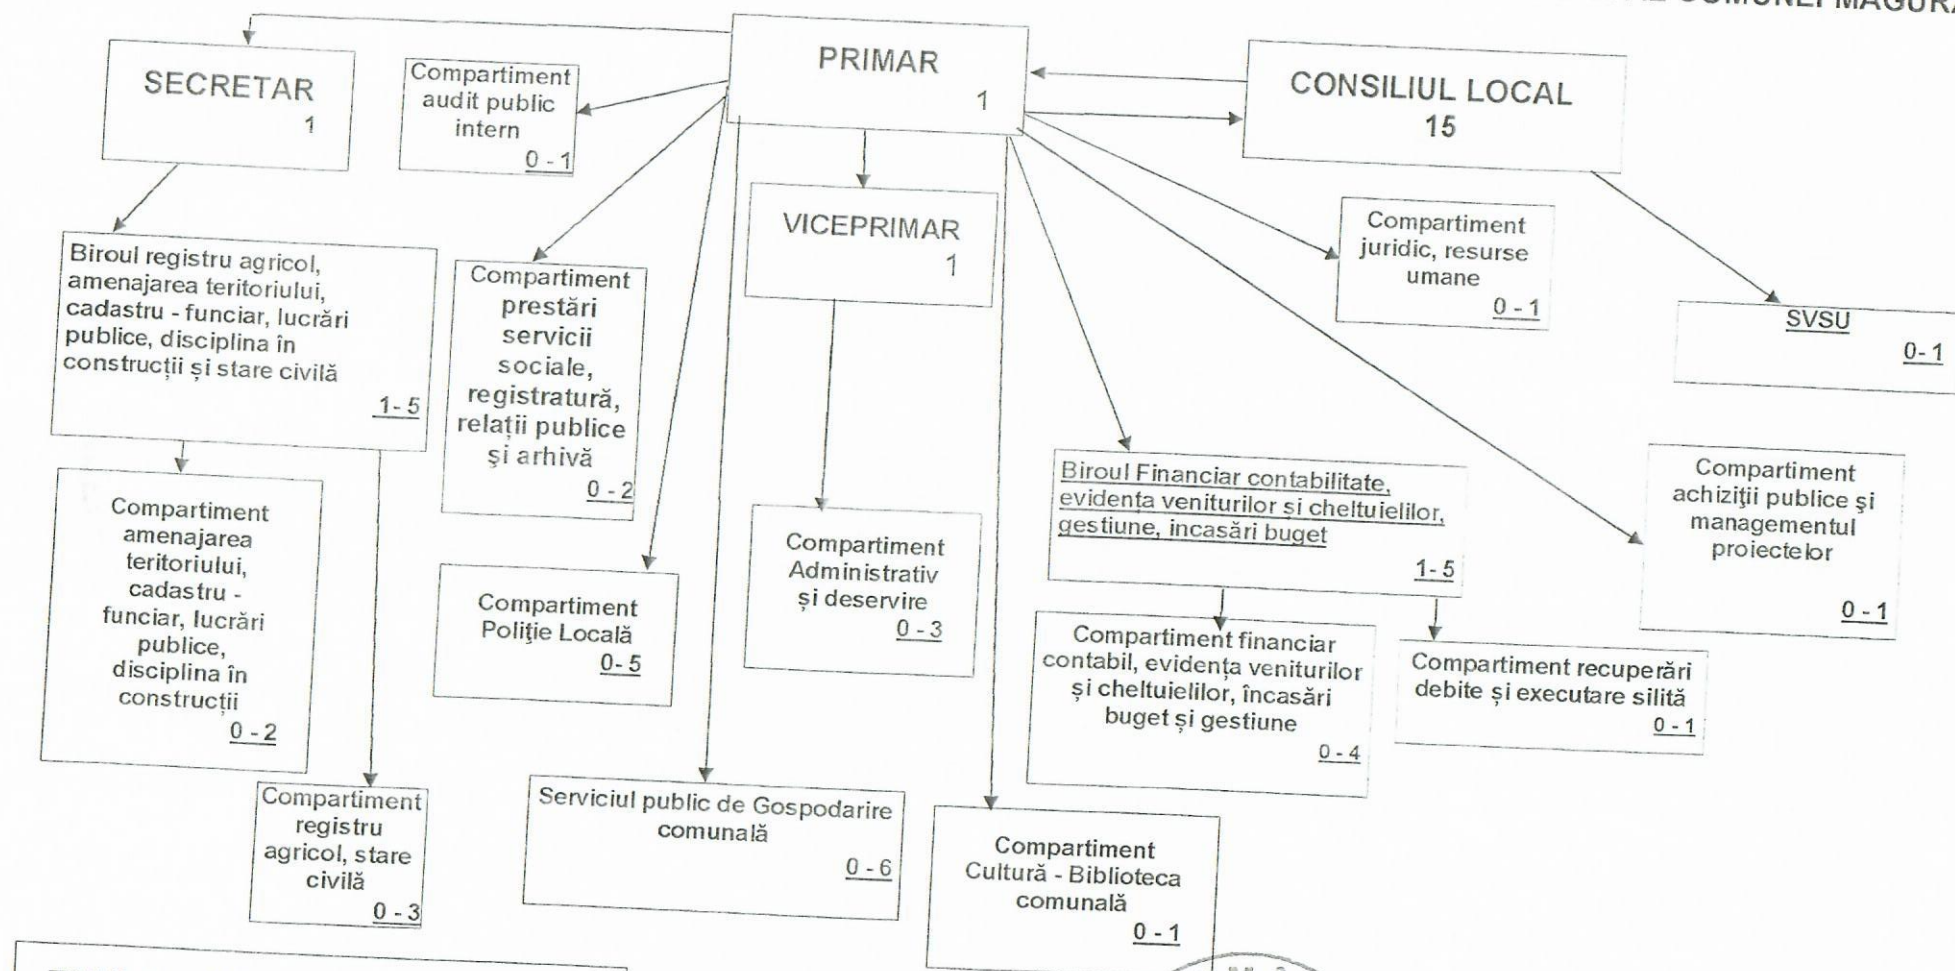 COMUNEI MAGURA
PRIMAR
1
SECRETAR
1
Compartiment
audit public
intern
0 - 1
CONSILIUL LOCAL
15
VICEPRIMAR
1
Compartiment
juridic, resurse
umane
0 - 1
SVSU
0- 1
Biroul registru agricol,
amenajarea teritoriului,
cadastru - funciar, lucrări
publice, disciplina în
construcții și stare civilă
1- 5
Compartiment
prestări
servicii
sociale,
registratură,
relații publice
și arhivă
0 - 2
Biroul Financiar contabilitate,
evidenta veniturilor si cheltuielilor,
gestiune, incasări buget
1- 5
Compartiment
achiziţii publice şi
managementul
proiectelor
0 - 1
Compartiment
amenajarea
teritoriului,
cadastru -
funciar, lucrări
publice,
disciplina în
construcții
0 - 2
Compartiment
Poliţie Locală
0- 5
Compartiment
Administrativ
și deservire
0 - 3
Compartiment financiar
contabil, evidența veniturilor
și cheltuielilor, încasări
buget și gestiune
0 - 4
Compartiment recuperări
debite și executare silită
0 - 1
Compartiment
registru
agricol, stare
civilă
0 - 3
Serviciul public de Gospodarire
comunală
0 - 6
Compartiment
Cultură - Biblioteca
comunală
0 - 1